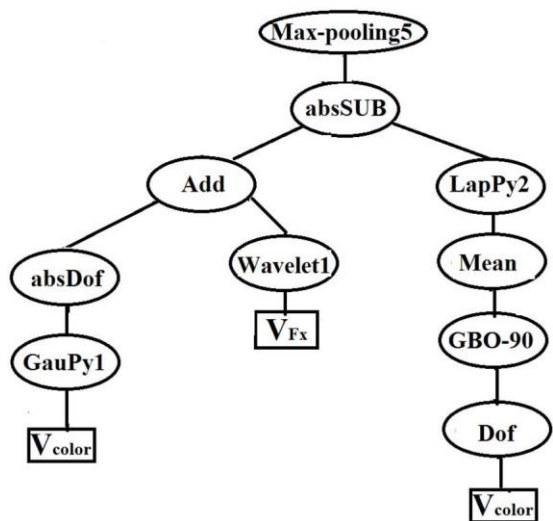 Max-pooling5
absSUB
Add
LapPy2
absDof
Wavelet1
Mean
GauPy1
VFx
GBO-90
Vcolor
Dof
Vcolor